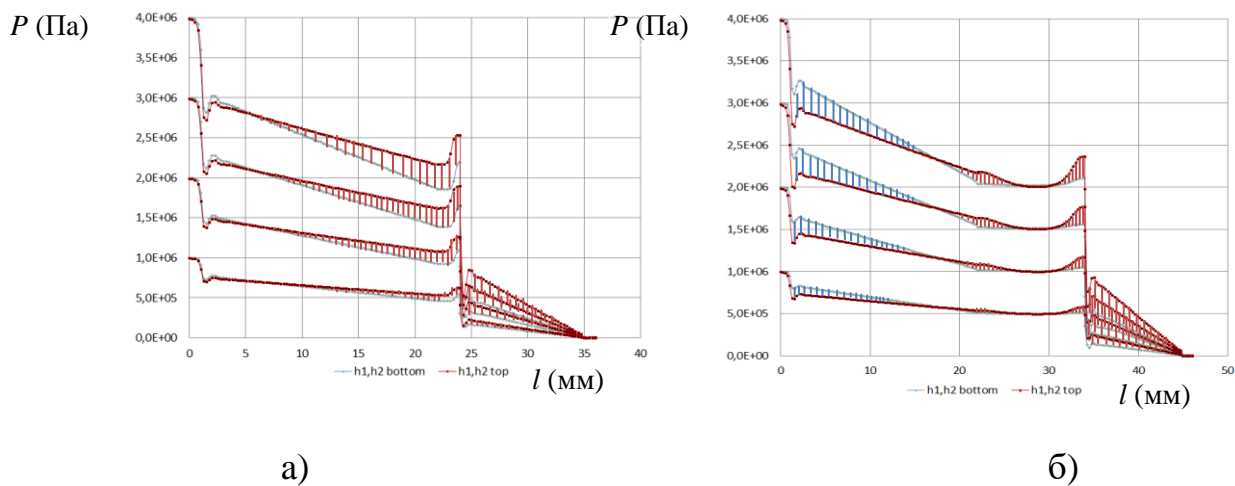 P (Па)
4,0E+06
3,5E+06
3,0E+06
2,5E+06
2,0E+06
1,5E+06
1,0E+06
5,0E+05
0,0E+00
0 5 10 15 20 25 30 35 40
h1,h2 bottom h1,h2 top
l (мм)
а)
P (Па)
4,0E+06
3,5E+06
3,0E+06
2,5E+06
2,0E+06
1,5E+06
1,0E+06
5,0E+05
0,0E+00
0 10 20 30 40 50
h1,h2 bottom h1,h2 top
l (мм)
б)